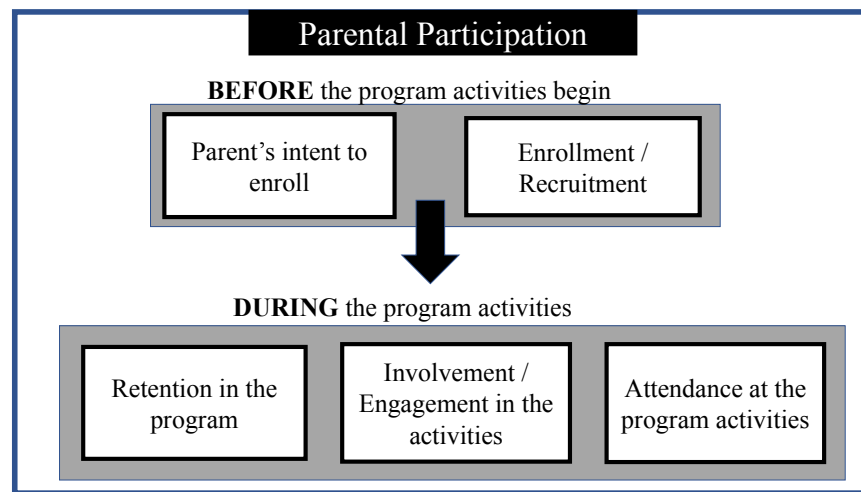 Parental Participation
BEFORE the program activities begin
Parent’s intent to
enroll
Enrollment /
Recruitment
DURING the program activities
Retention in the
program
Involvement /
Engagement in the
activities
Attendance at the
program activities